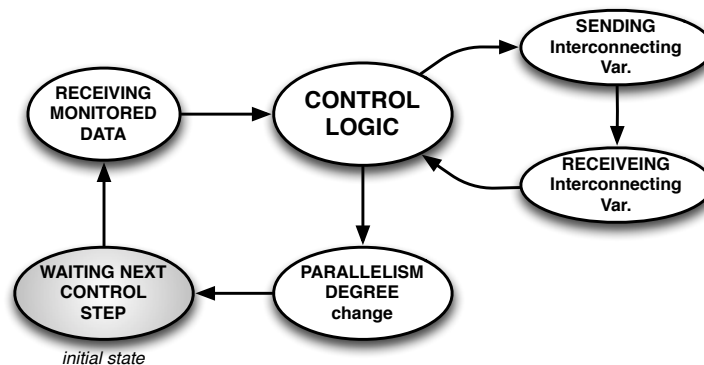 SENDING
Interconnecting
Var.
RECEIVING
MONITORED
DATA
CONTROL
LOGIC
RECEIVEING
Interconnecting
Var.
WAITING NEXT
CONTROL
STEP
PARALLELISM
DEGREE
change
initial state